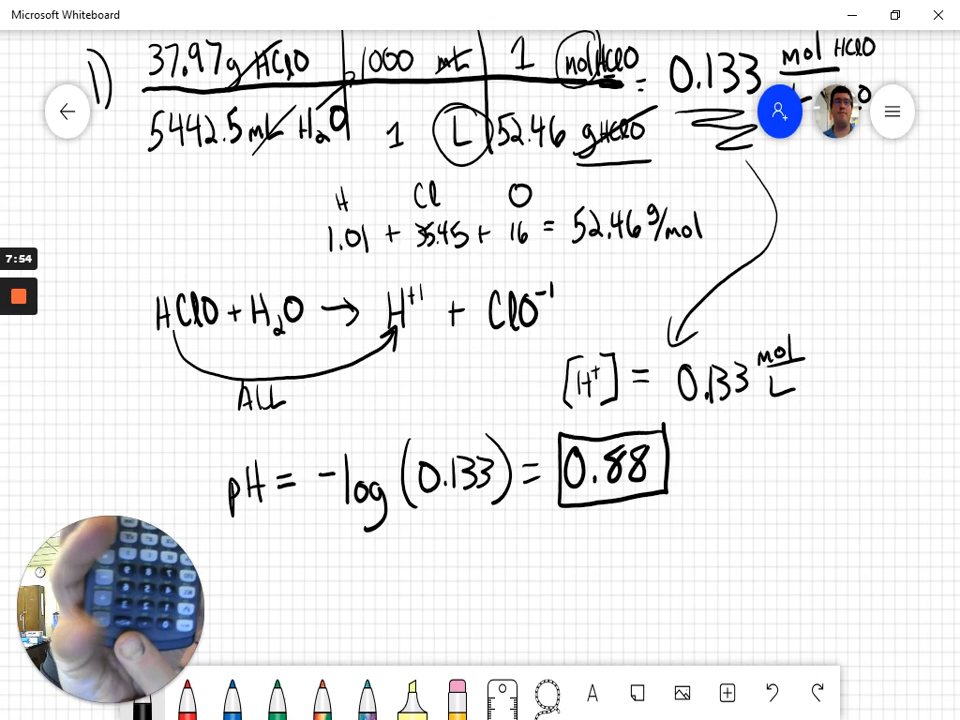 Microsoft Whiteboard
1) 37.97g HClO | 1000 mL | 1 mol HClO = 0.133 mol HClO
5442.5 mL H2O | 1 L | 52.46 g HClO L
H Cl O
1.01 + 35.45 + 16 = 52.46 g/mol
7:54
HClO + H2O → H+1 + ClO-1
ALL
[H+] = 0.133 mol/L
pH = -log (0.133) = 0.88